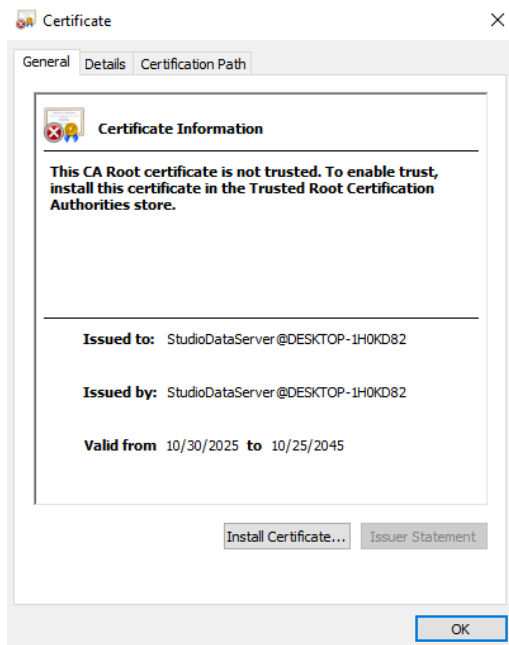 Certificate
General Details Certification Path
Certificate Information
This CA Root certificate is not trusted. To enable trust,
install this certificate in the Trusted Root Certification
Authorities store.
Issued to: StudioDataServer@DESKTOP-1H0KD82
Issued by: StudioDataServer@DESKTOP-1H0KD82
Valid from 10/30/2025 to 10/25/2045
Install Certificate... Issuer Statement
OK